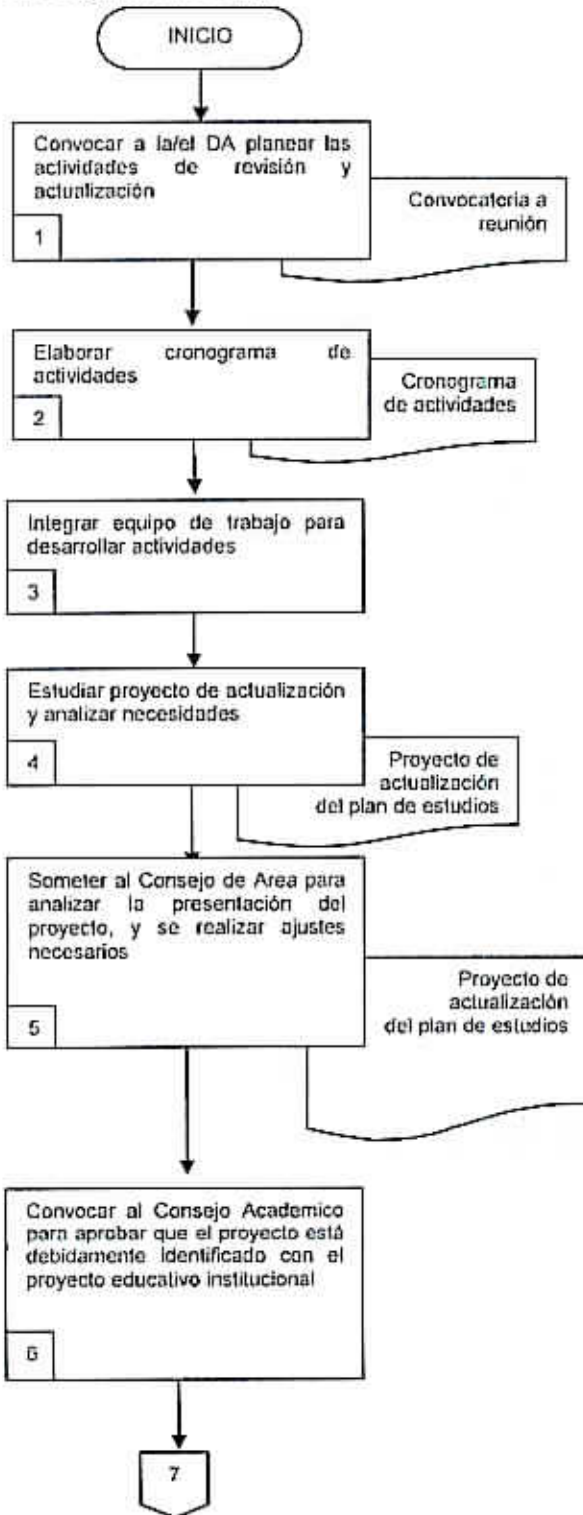 INICIO
Convocar a la/el DA planear las
actividades de revisión y
actualización
1
Convocatoria a
reunión
Elaborar cronograma de
actividades
2
Cronograma
de actividades
Integrar equipo de trabajo para
desarrollar actividades
3
Estudiar proyecto de actualización
y analizar necesidades
4
Proyecto de
actualización
del plan de estudios
Someter al Consejo de Area para
analizar la presentación del
proyecto, y se realizar ajustes
necesarios
5
Proyecto de
actualización
del plan de estudios
Convocar al Consejo Academico
para aprobar que el proyecto está
debidamente identificado con el
proyecto educativo institucional
6
7